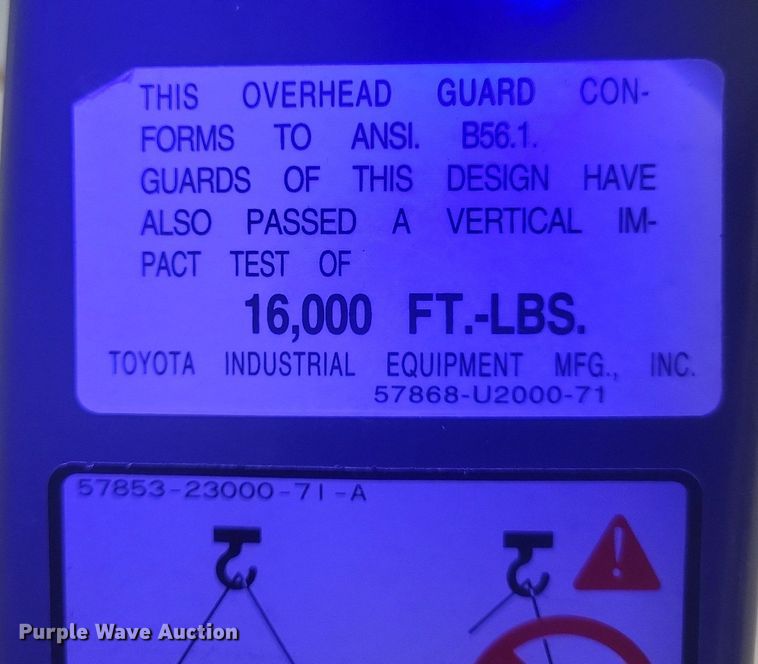 THIS OVERHEAD GUARD CON-
FORMS TO ANSI. B56.1.
GUARDS OF THIS DESIGN HAVE
ALSO PASSED A VERTICAL IM-
PACT TEST OF
16,000 FT.-LBS.
TOYOTA INDUSTRIAL EQUIPMENT MFG., INC.
57868-U2000-71
57853-23000-71-A
!
Purple Wave Auction